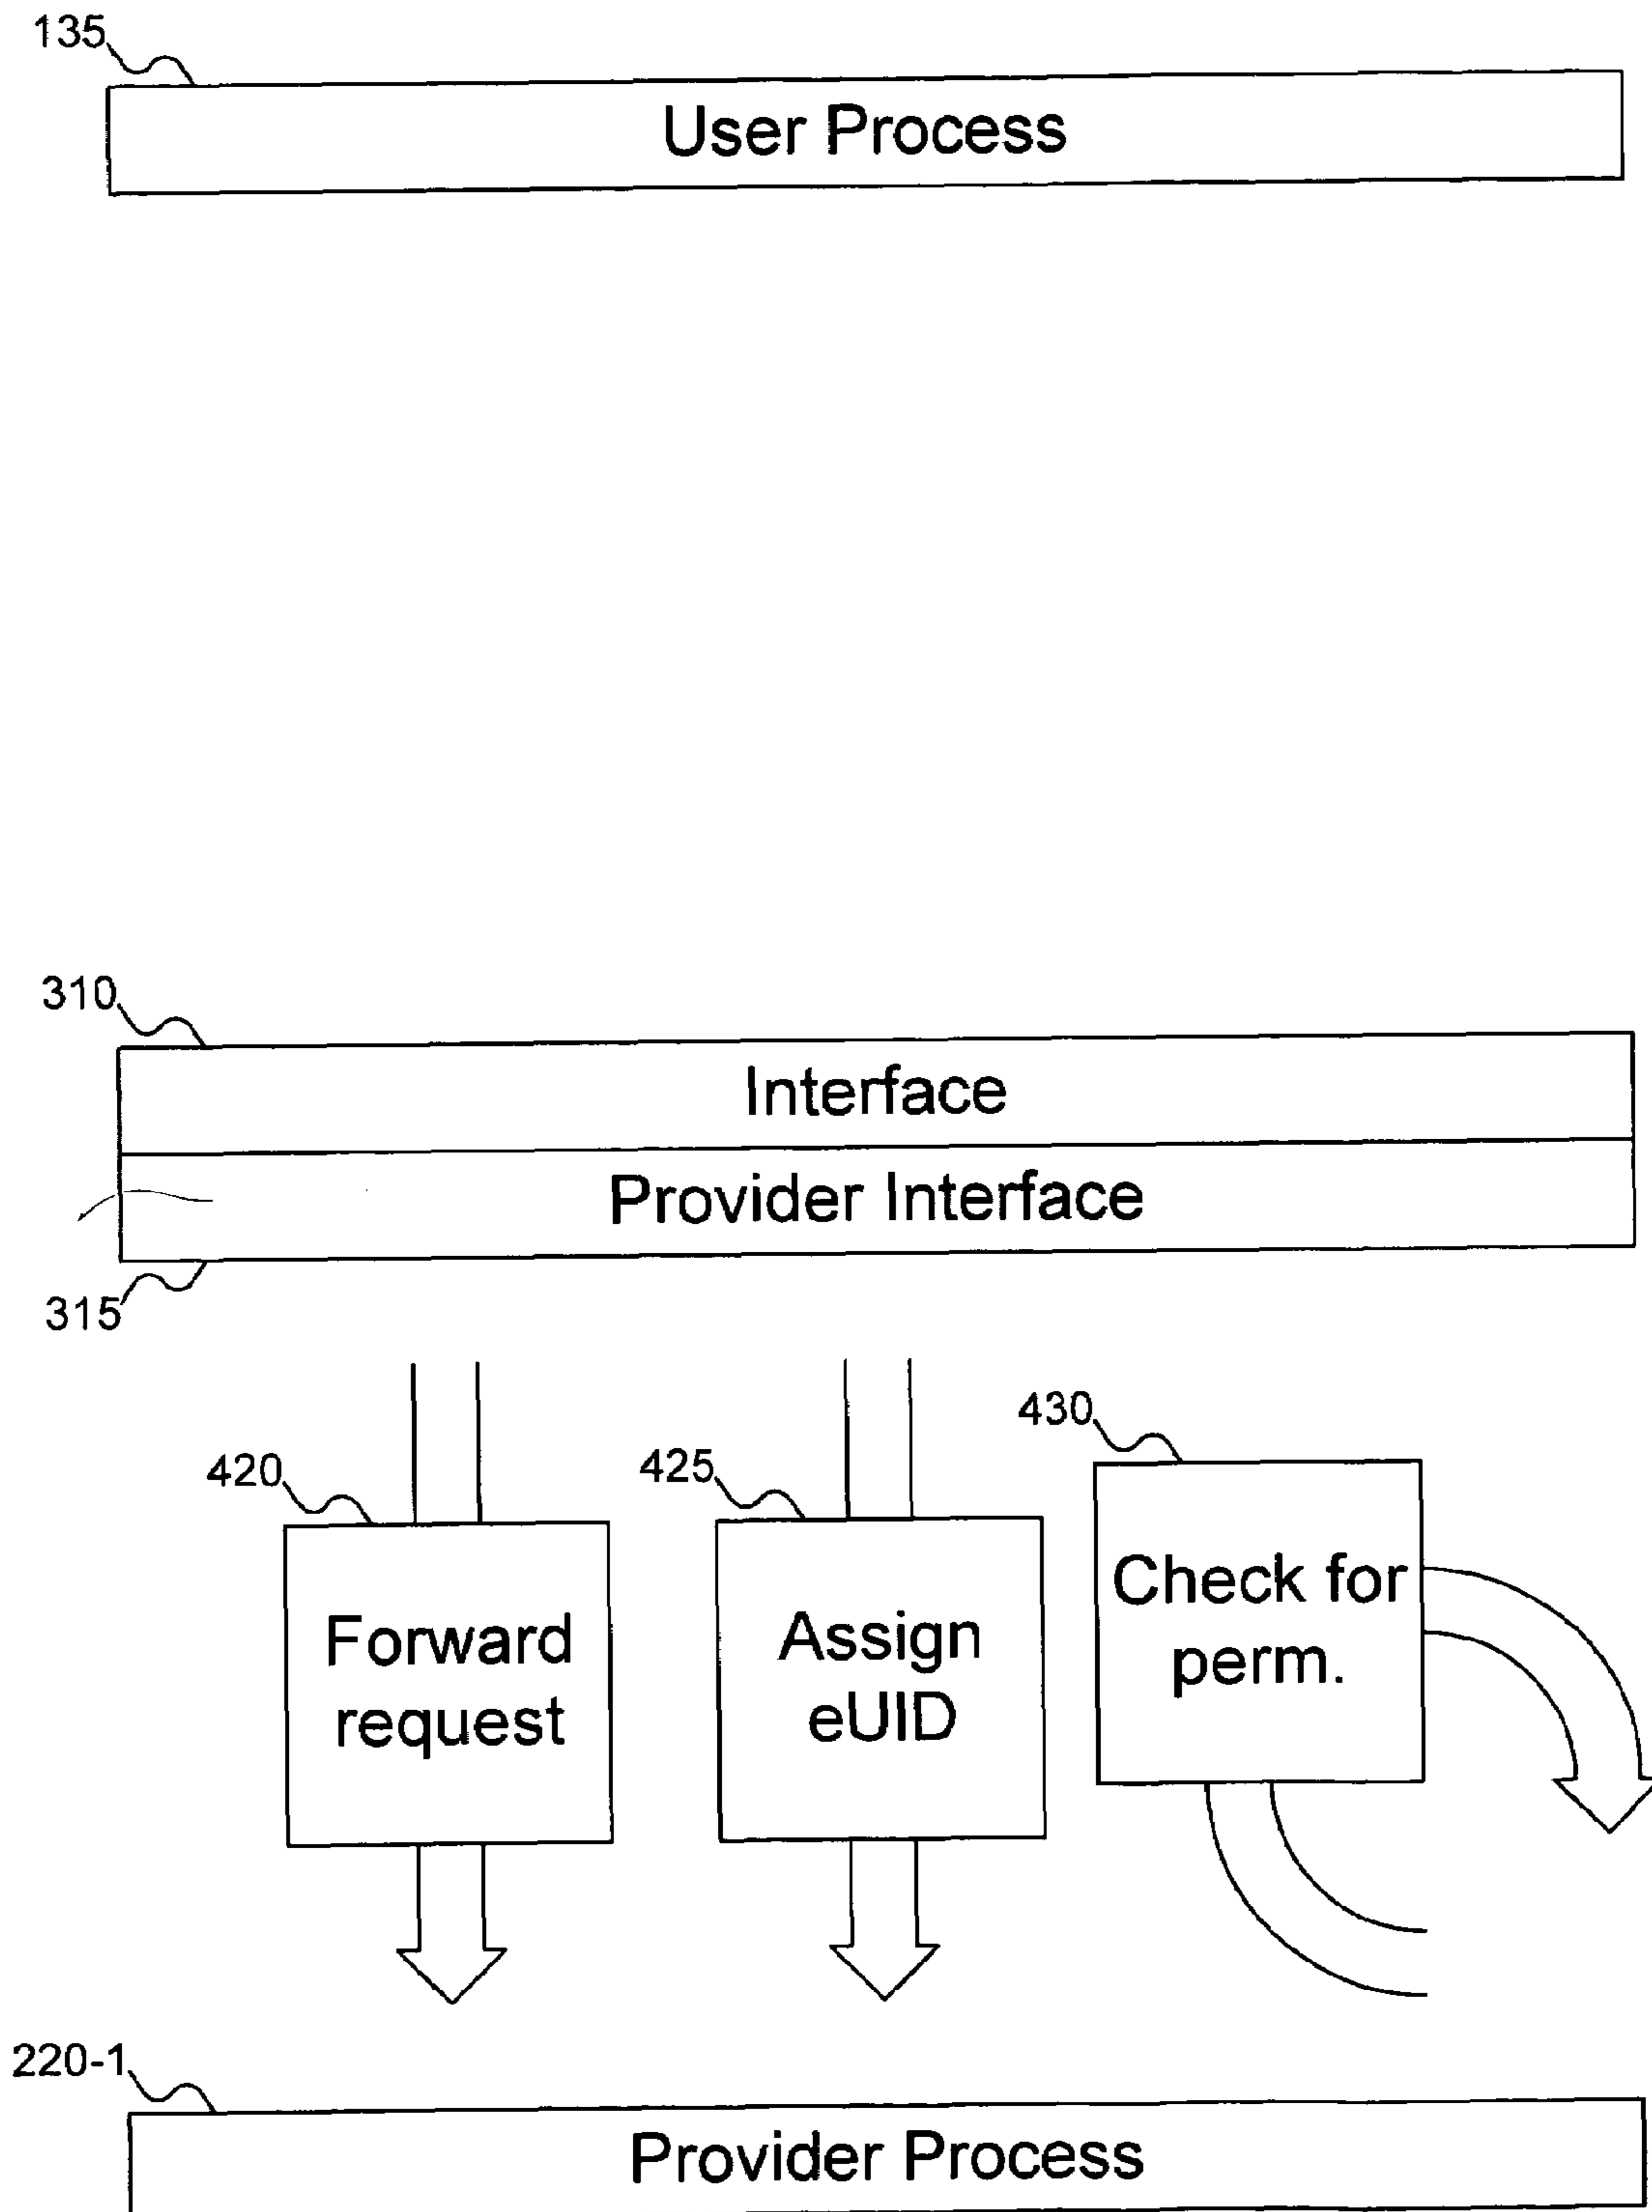 135
User Process
310
Interface
Provider Interface
315
430
420
425
Check for
perm.
Forward
request
Assign
eUID
220-1
Provider Process